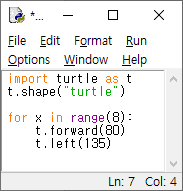 *...
File Edit Format Run
Options Window Help
import turtle as t
t.shape("turtle")

for x in range(8):
    t.forward(80)
    t.left(135)
Ln: 7 Col: 4